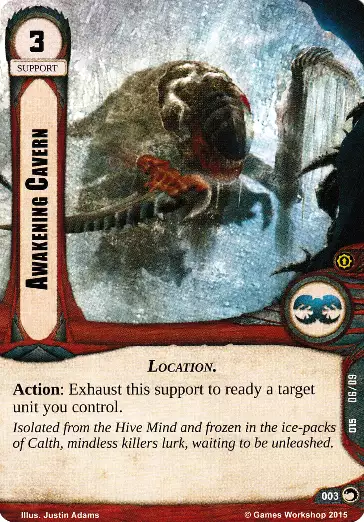 3
SUPPORT
AWAKENING CAVERN
LOCATION.
Action: Exhaust this support to ready a target
unit you control.
Isolated from the Hive Mind and frozen in the ice-packs
of Calth, mindless killers lurk, waiting to be unleashed.
015 06/09
003
Illus. Justin Adams
© Games Workshop 2015